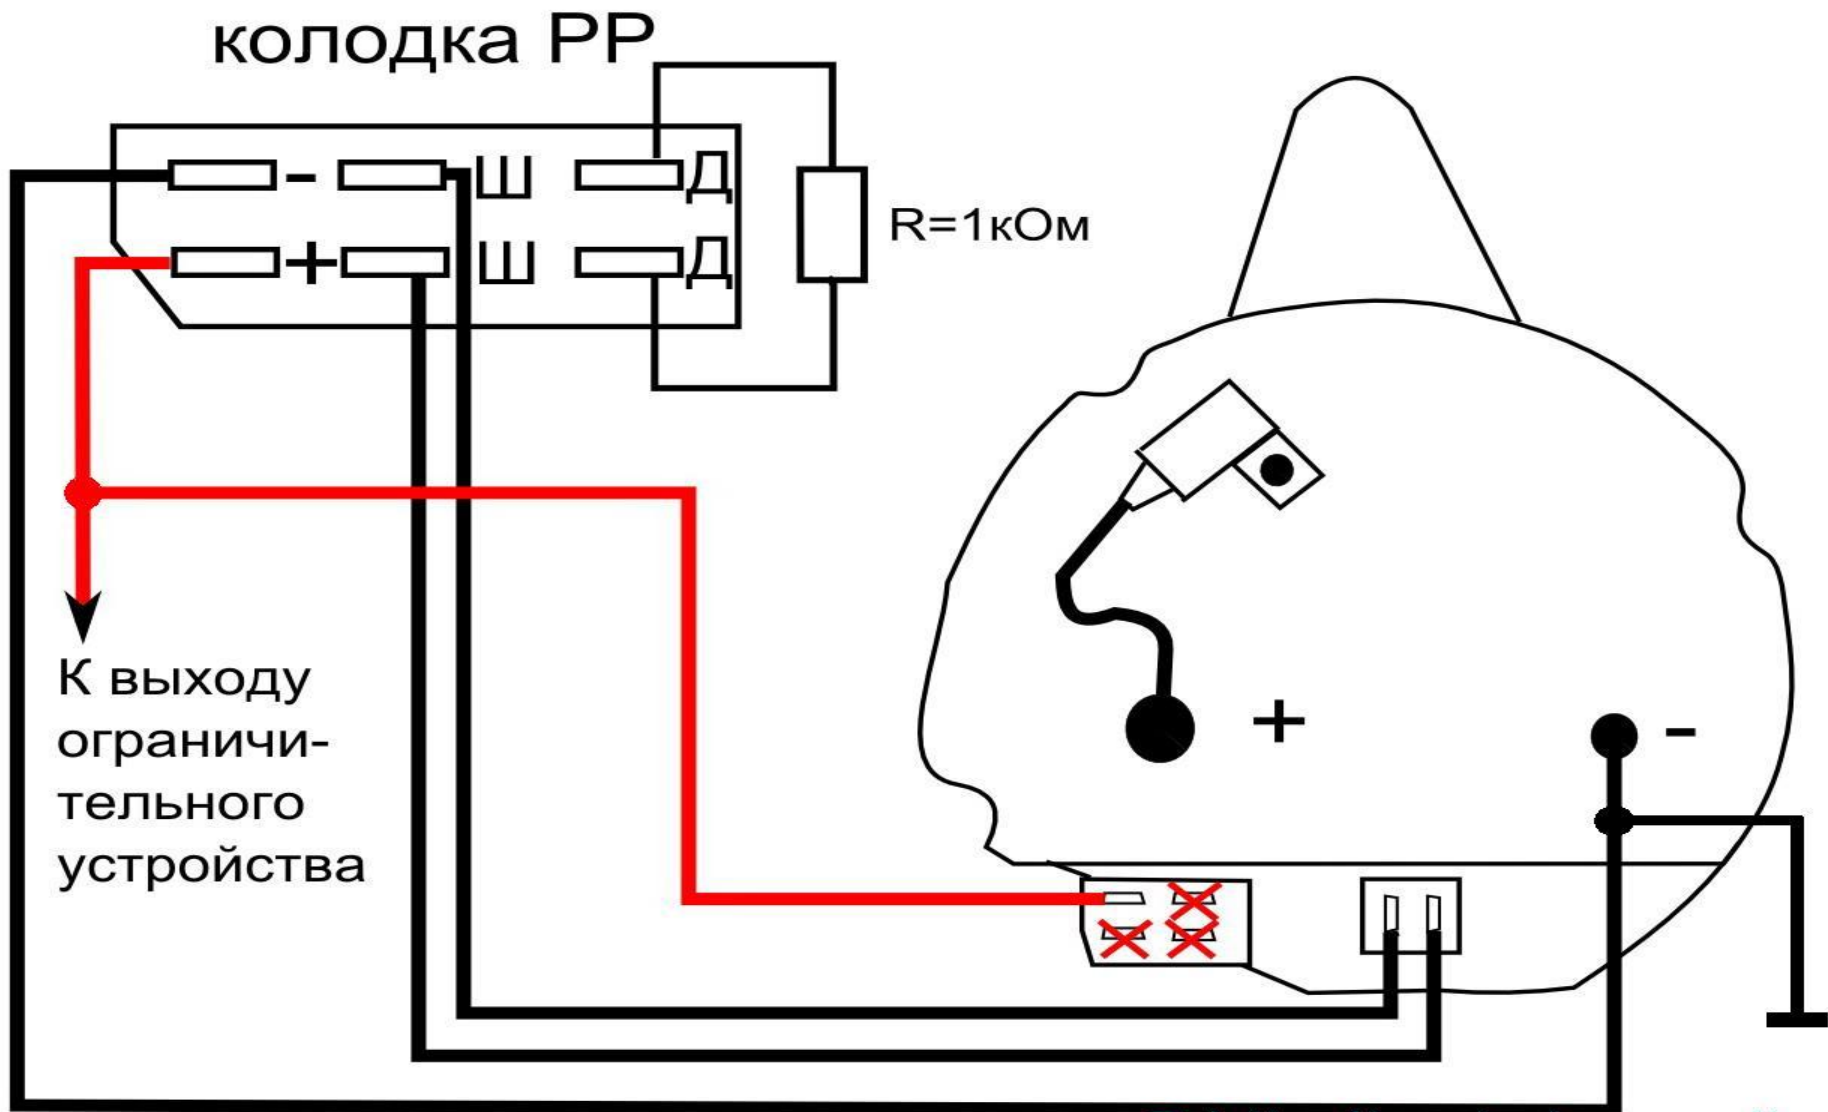 колодка РР
- Ш Д
+ Ш Д
R=1кОм
К выходу
ограничи-
тельного
устройства
+ -